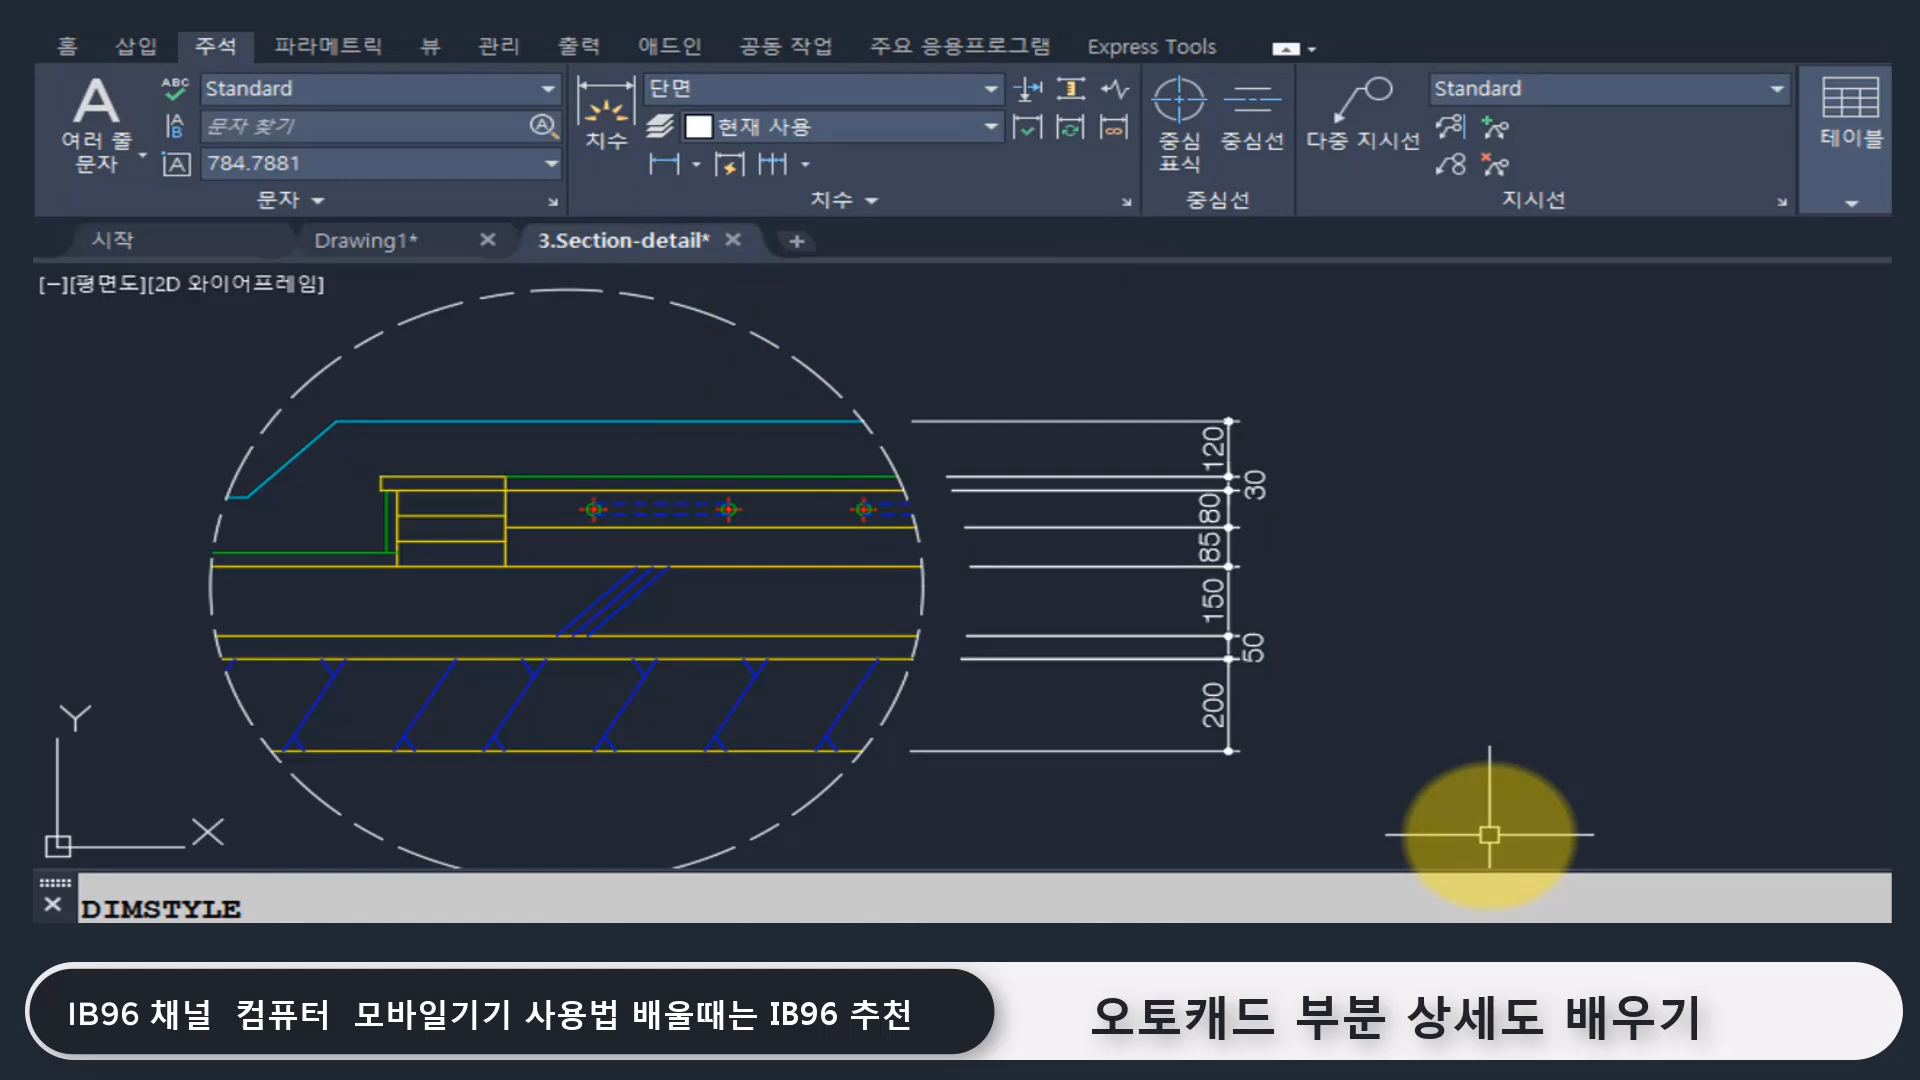 홈 삽입 주석 파라메트릭 뷰 관리 출력 애드인 공동 작업 주요 응용프로그램 Express Tools
ABC Standard 단면 Standard
A 여러 줄 문자 A B 문자 찾기 A 치수 현재 사용 중심 표식 중심선 다중 지시선 테이블
A 784.7881
문자 치수 중심선 지시선
시작 Drawing1* 3.Section-detail* +
[−][평면도][2D 와이어프레임]
120
30
80
85
150
50
200
Y
X
DIMSTYLE
IB96 채널 컴퓨터 모바일기기 사용법 배울때는 IB96 추천
오토캐드 부분 상세도 배우기